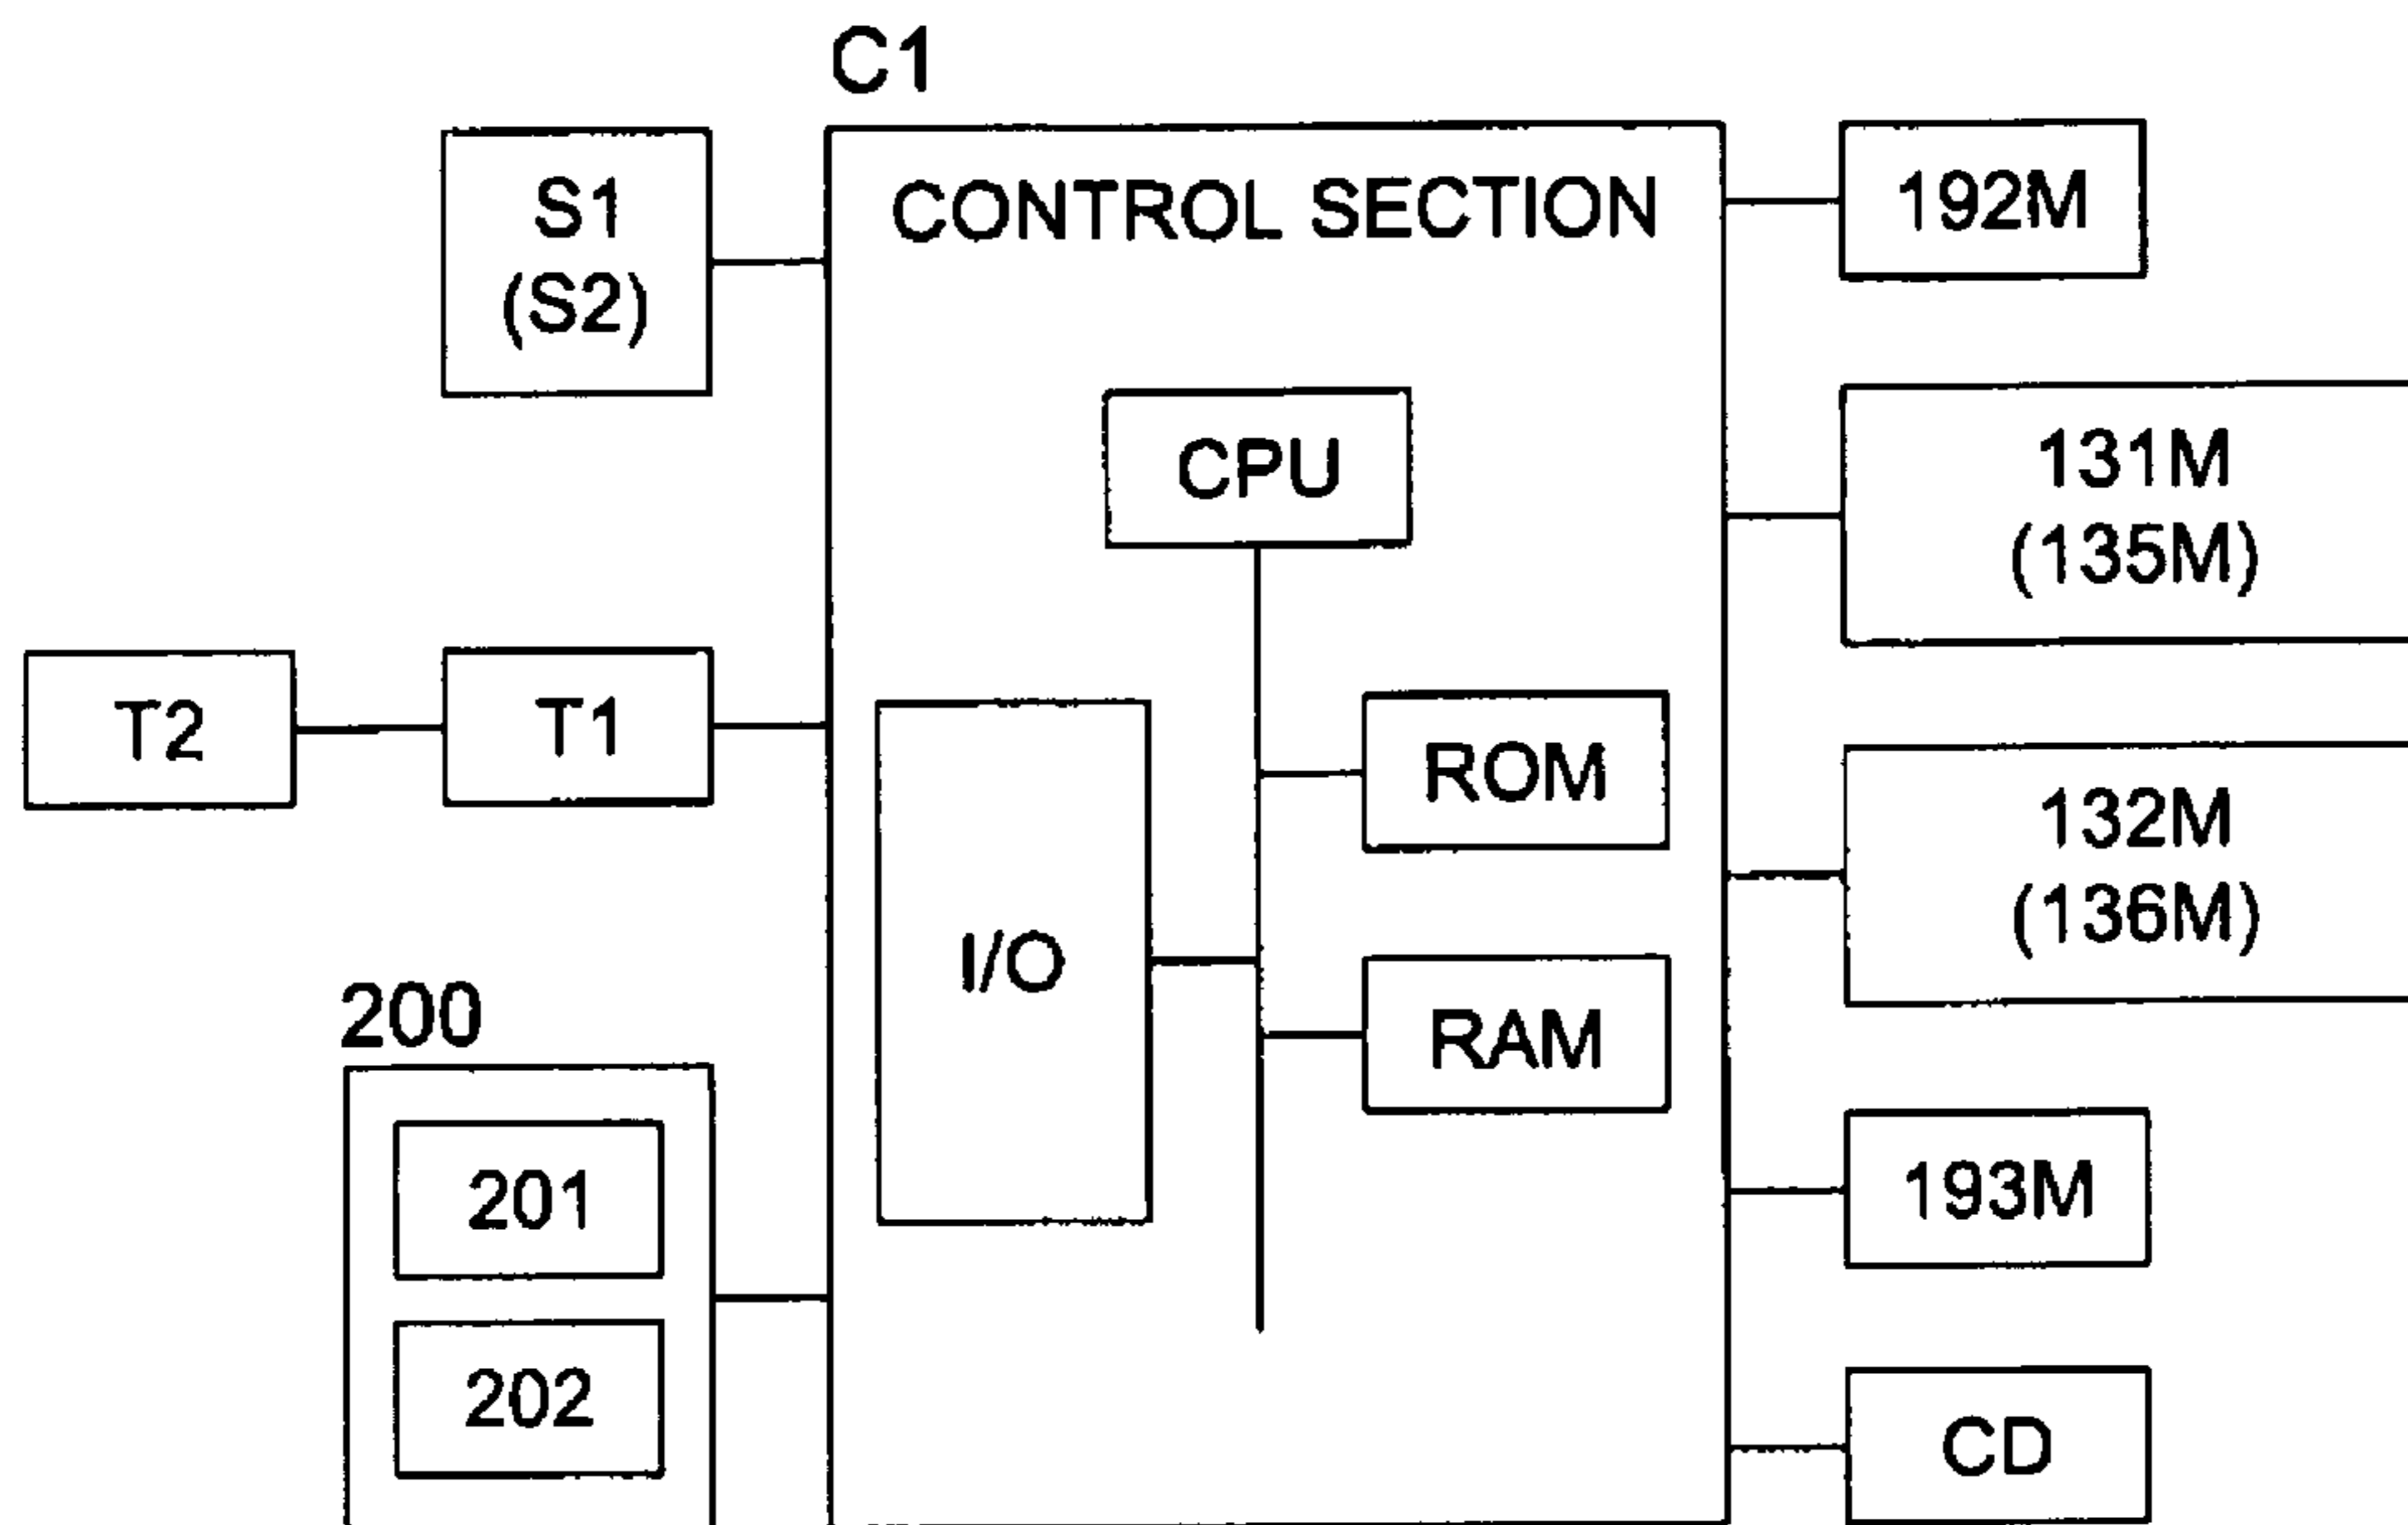 C1
S1
(S2)
CONTROL SECTION
192M
CPU
131M
(135M)
T2
T1
ROM
132M
(136M)
I/O
RAM
200
201
193M
202
CD